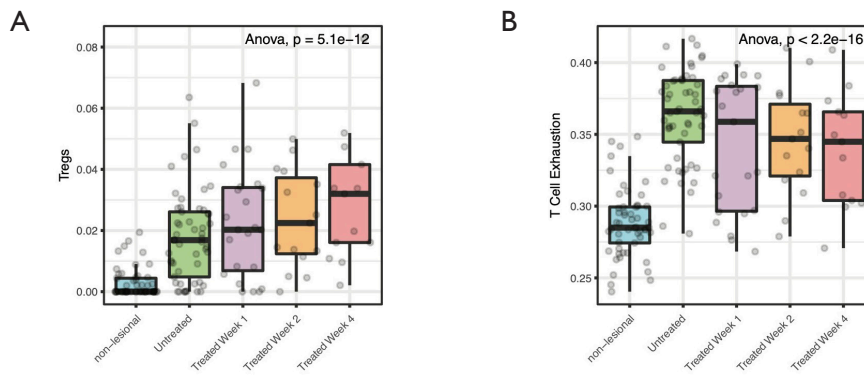 A
Anova, p = 5.1e−12
Tregs
0.08
0.06
0.04
0.02
0.00
non−lesional
Untreated
Treated Week 1
Treated Week 2
Treated Week 4
B
Anova, p < 2.2e−16
T Cell Exhaustion
0.40
0.35
0.30
0.25
non−lesional
Untreated
Treated Week 1
Treated Week 2
Treated Week 4